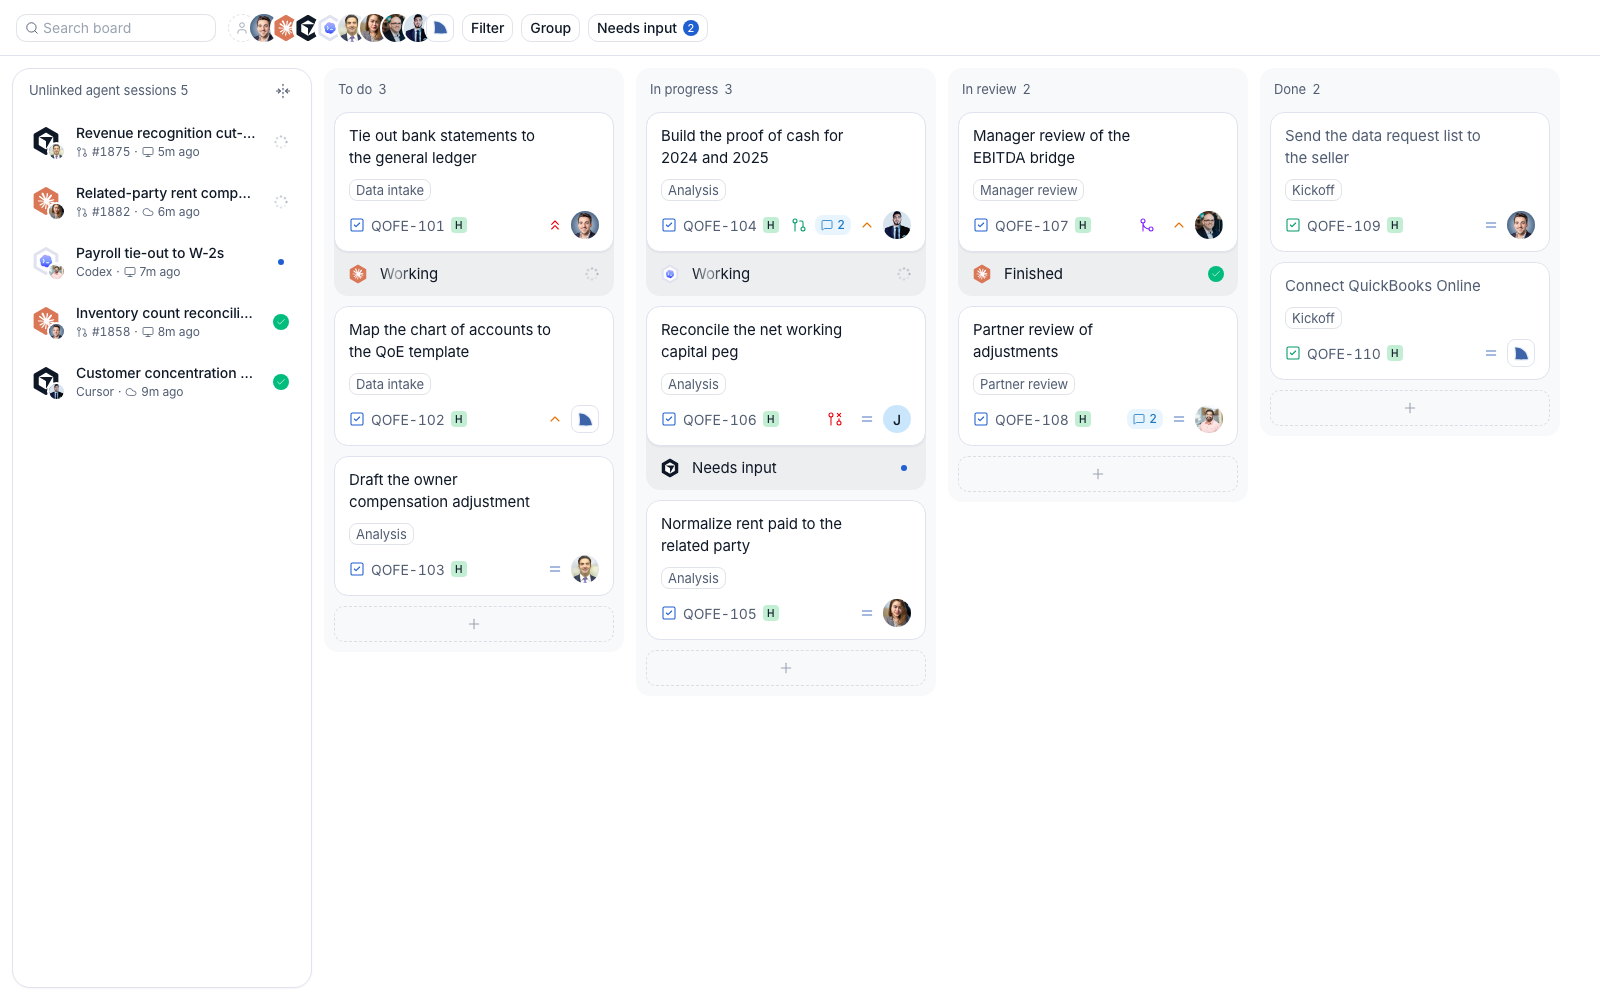 Search board
Filter
Group
Needs input 2
Unlinked agent sessions 5
Revenue recognition cut-...
#1875 · 5m ago
Related-party rent comp...
#1882 · 6m ago
Payroll tie-out to W-2s
Codex · 7m ago
Inventory count reconcili...
#1858 · 8m ago
Customer concentration ...
Cursor · 9m ago
To do 3
Tie out bank statements to
the general ledger
Data intake
QOFE-101 H
Working
Map the chart of accounts to
the QoE template
Data intake
QOFE-102 H
Draft the owner
compensation adjustment
Analysis
QOFE-103 H
In progress 3
Build the proof of cash for
2024 and 2025
Analysis
QOFE-104 H 2
Working
Reconcile the net working
capital peg
Analysis
QOFE-106 H J
Needs input
Normalize rent paid to the
related party
Analysis
QOFE-105 H
In review 2
Manager review of the
EBITDA bridge
Manager review
QOFE-107 H
Finished
Partner review of
adjustments
Partner review
QOFE-108 H 2
Done 2
Send the data request list to
the seller
Kickoff
QOFE-109 H
Connect QuickBooks Online
Kickoff
QOFE-110 H